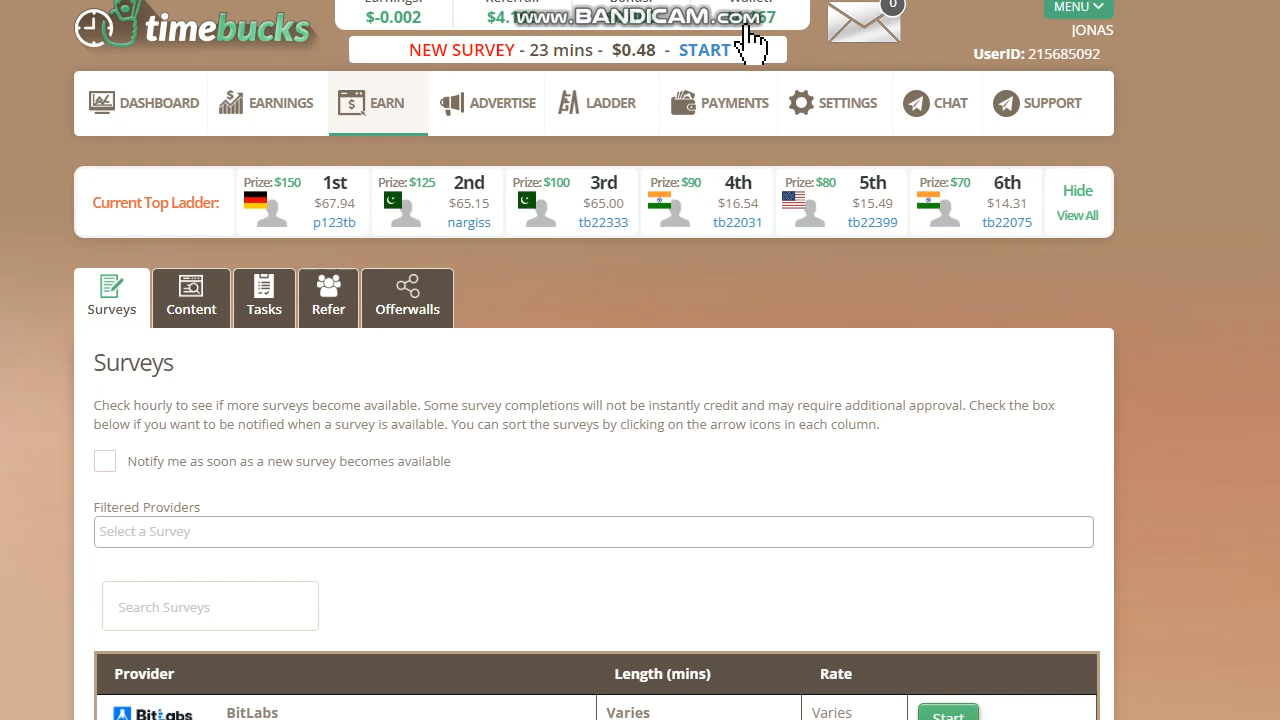 www.BANDICAM.com
$-0.002
0
MENU
timebucks
JONAS
NEW SURVEY - 23 mins - $0.48 - START
UserID: 215685092
DASHBOARD EARNINGS EARN ADVERTISE LADDER PAYMENTS SETTINGS CHAT SUPPORT
Current Top Ladder:
Prize: $150 1st
$67.94
p123tb
Prize: $125 2nd
$65.15
nargiss
Prize: $100 3rd
$65.00
tb22333
Prize: $90 4th
$16.54
tb22031
Prize: $80 5th
$15.49
tb22399
Prize: $70 6th
$14.31
tb22075
Hide
View All
Surveys Content Tasks Refer Offerwalls
Surveys
Check hourly to see if more surveys become available. Some survey completions will not be instantly credit and may require additional approval. Check the box
below if you want to be notified when a survey is available. You can sort the surveys by clicking on the arrow icons in each column.
Notify me as soon as a new survey becomes available
Filtered Providers
Select a Survey
Search Surveys
Provider Length (mins) Rate
BitLabs BitLabs Varies Varies Start